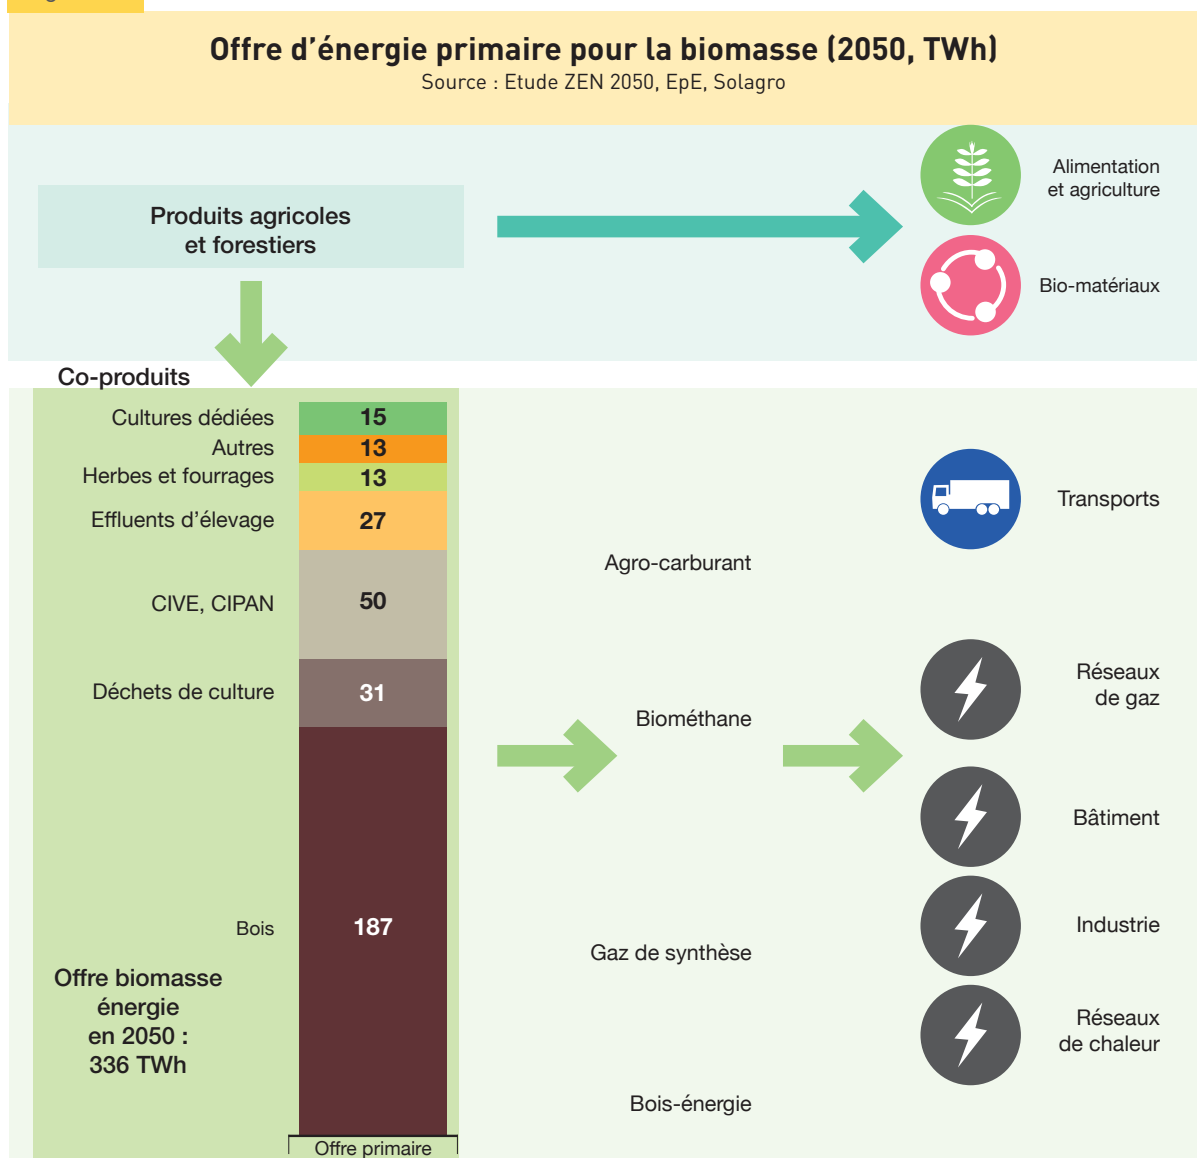 Offre d’énergie primaire pour la biomasse (2050, TWh)
Source : Etude ZEN 2050, EpE, Solagro
Produits agricoles
et forestiers
Alimentation
et agriculture
Bio-matériaux
Co-produits
Cultures dédiées
15
Autres
13
Herbes et fourrages
13
Effluents d’élevage
27
CIVE, CIPAN
50
Déchets de culture
31
Bois
187
Offre biomasse
énergie
en 2050 :
336 TWh
Offre primaire
Agro-carburant
Biométhane
Gaz de synthèse
Bois-énergie
Transports
Réseaux
de gaz
Bâtiment
Industrie
Réseaux
de chaleur